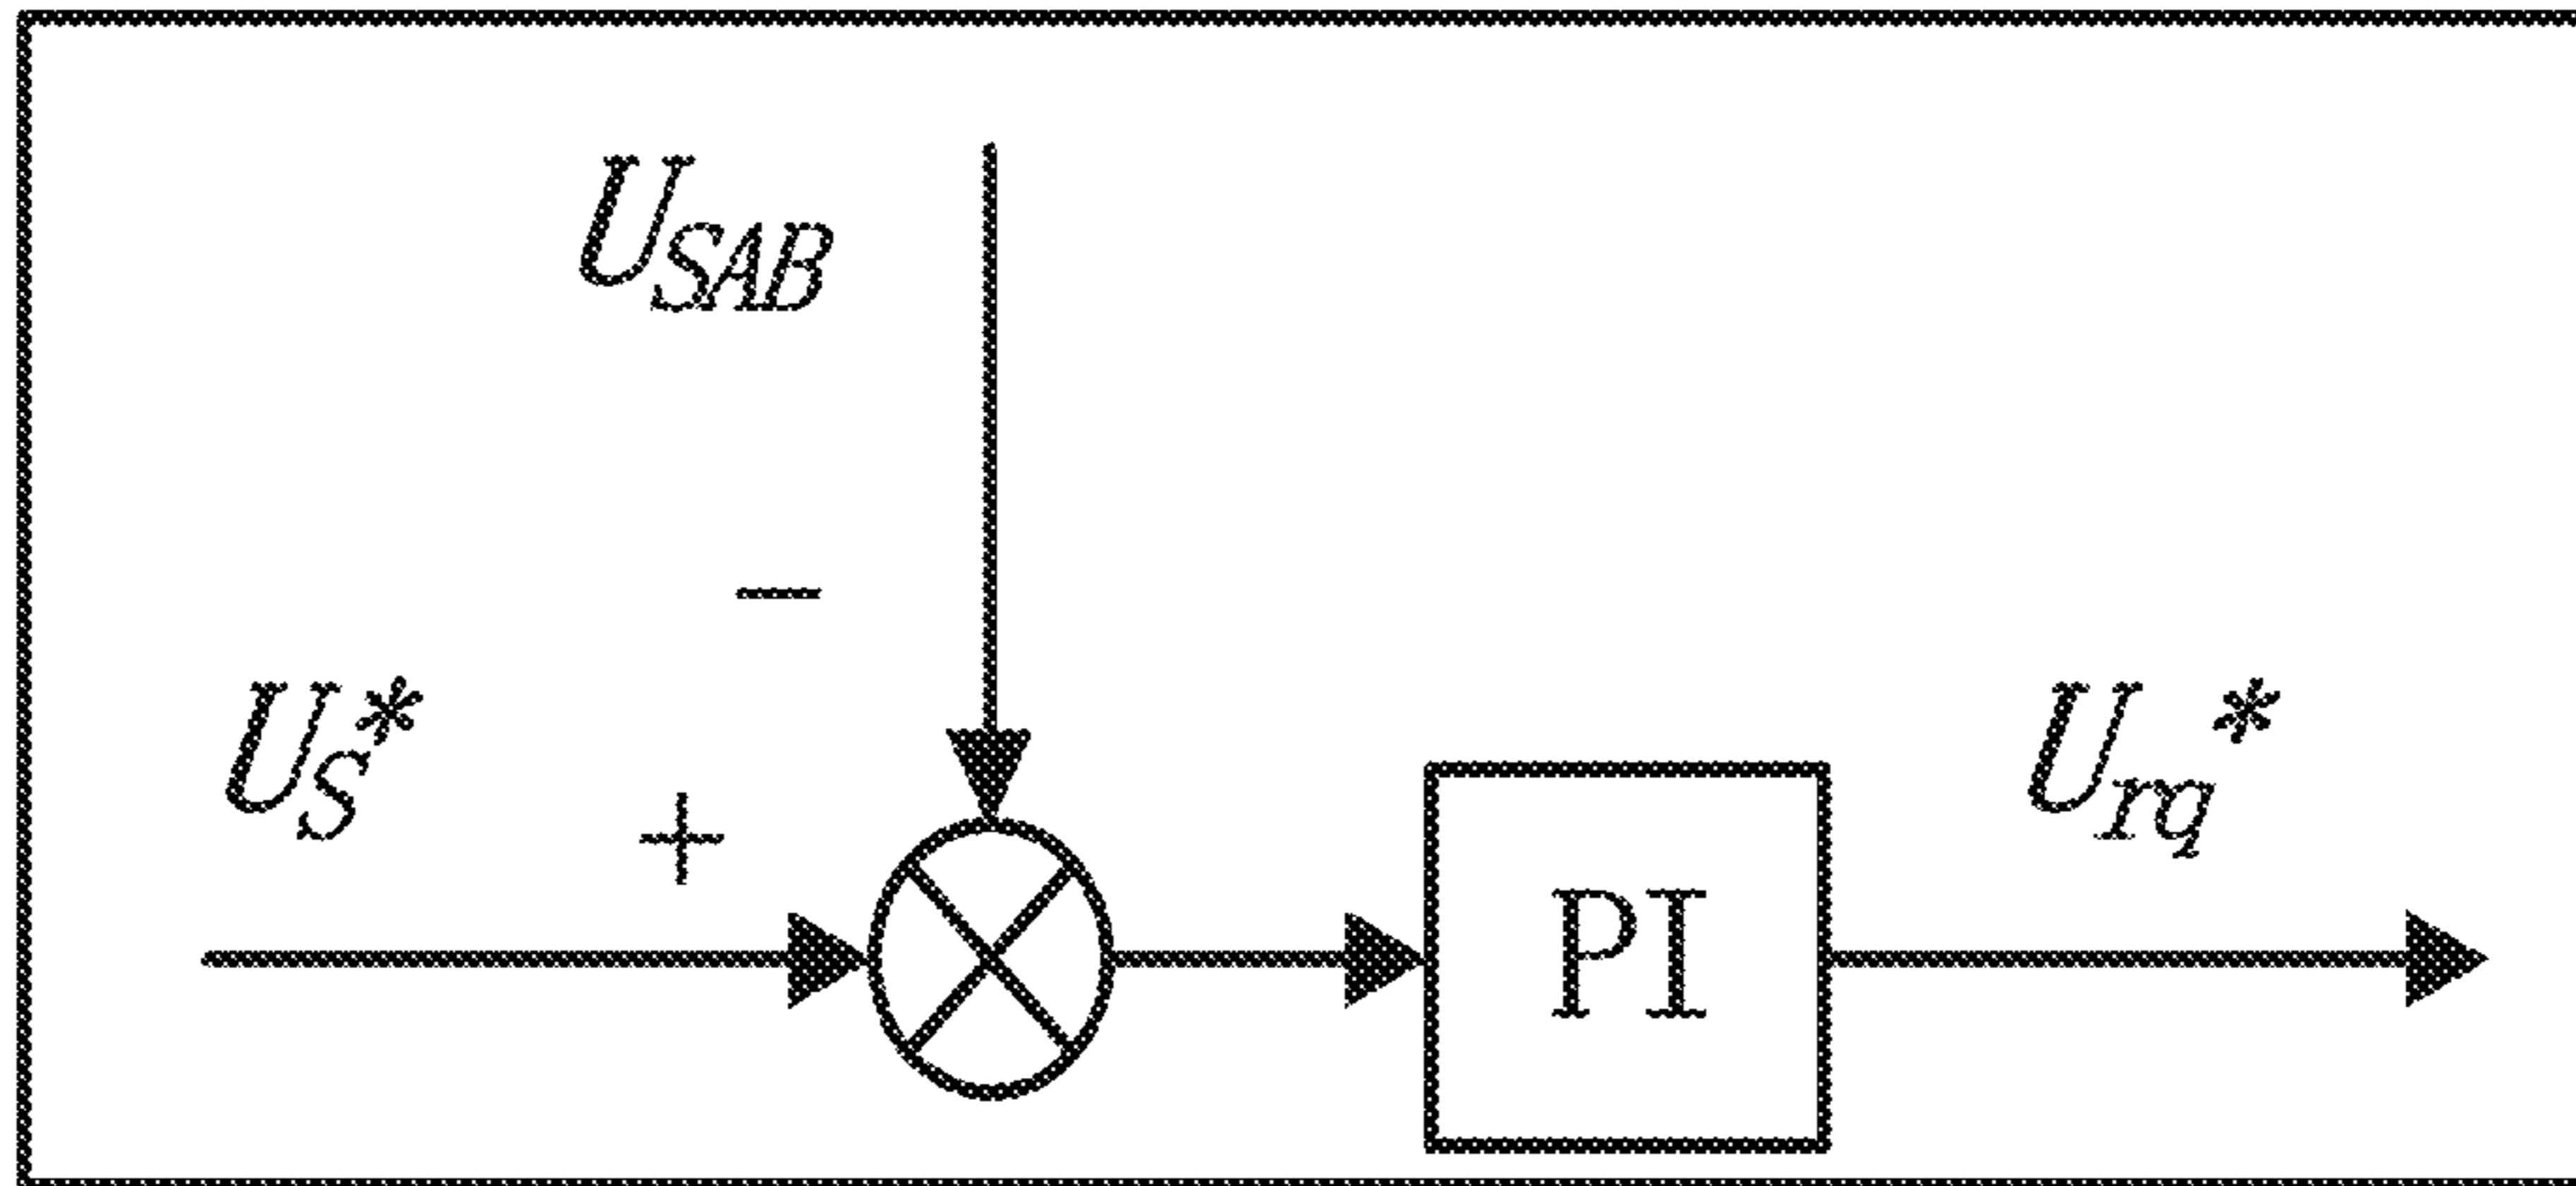 U_SAB
−
U_S*
+
PI
U_rq*